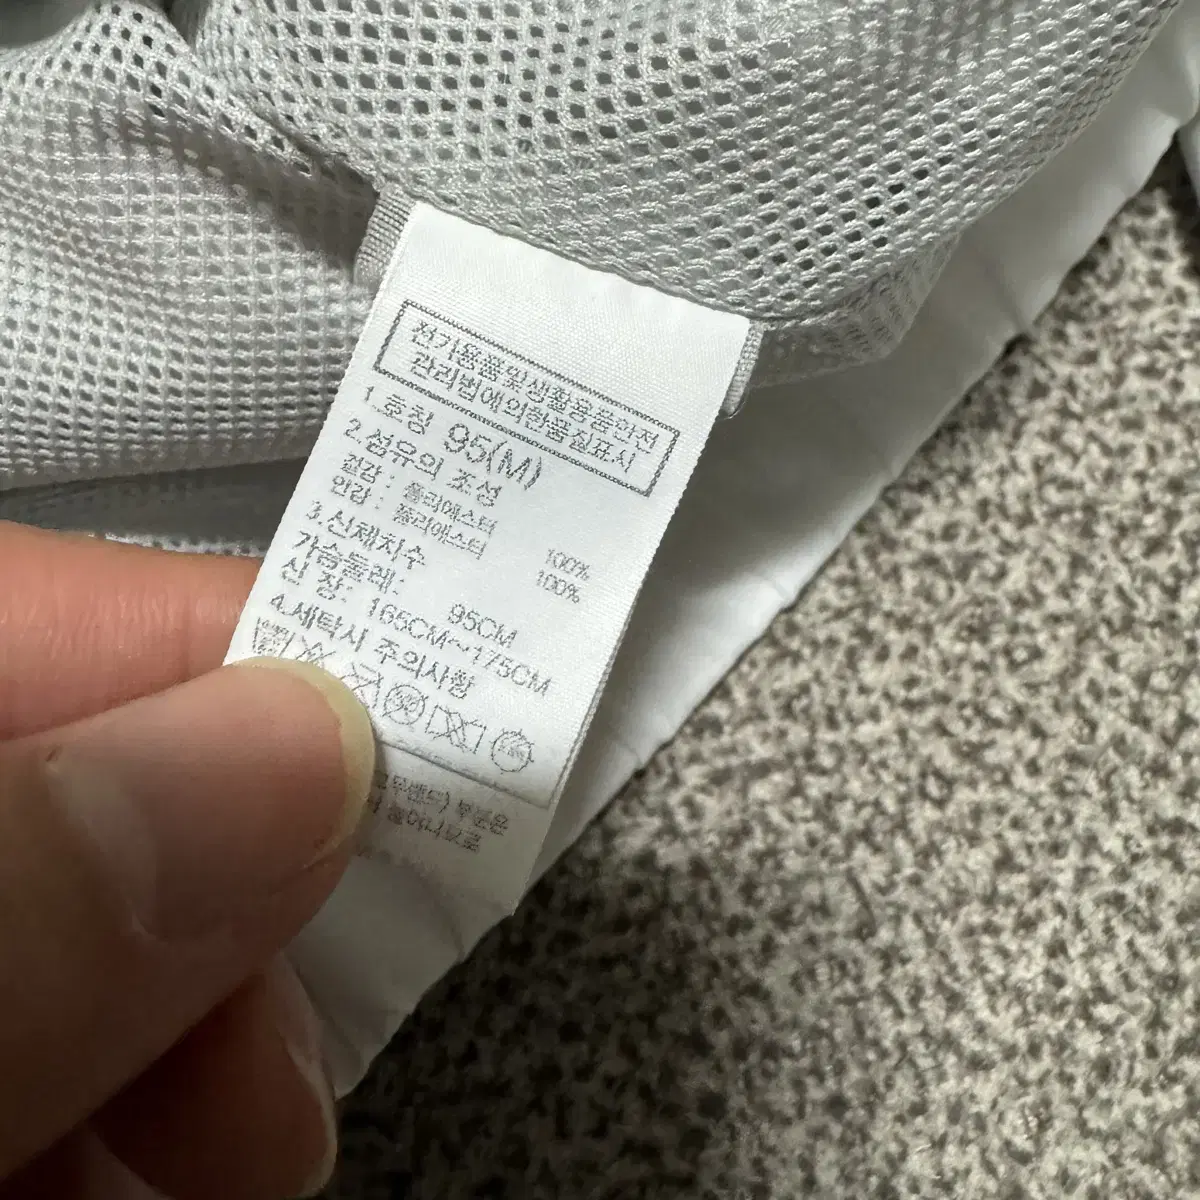 전기용품및생활용품안전
관리법에의한품질표시
1.호칭 95(M)
2.섬유의 조성
겉감 : 폴리에스터 100%
안감 : 폴리에스터 100%
3.신체치수
가슴둘레: 95CM
신 장: 165CM~175CM
4.세탁시 주의사항